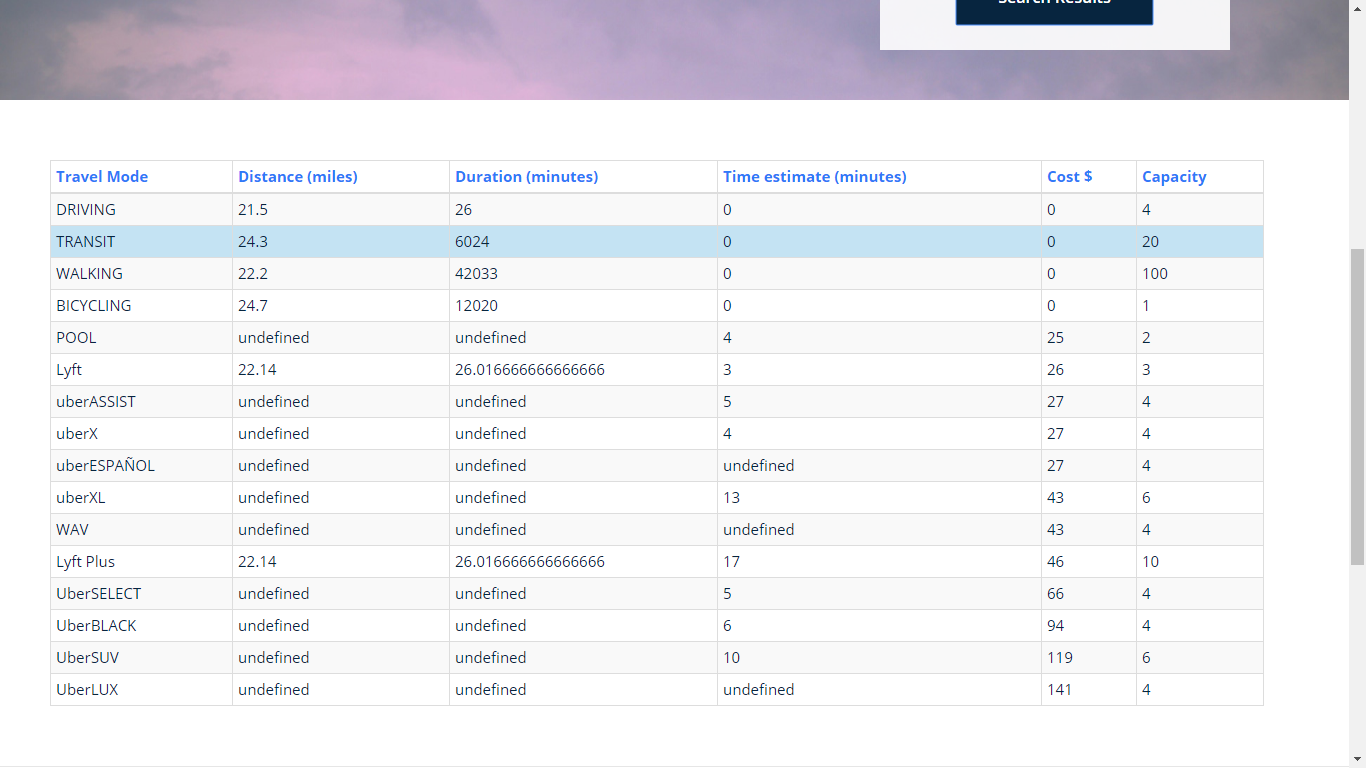 Search Results
Travel Mode Distance (miles) Duration (minutes) Time estimate (minutes) Cost $ Capacity
DRIVING 21.5 26 0 0 4
TRANSIT 24.3 6024 0 0 20
WALKING 22.2 42033 0 0 100
BICYCLING 24.7 12020 0 0 1
POOL undefined undefined 4 25 2
Lyft 22.14 26.016666666666666 3 26 3
uberASSIST undefined undefined 5 27 4
uberX undefined undefined 4 27 4
uberESPAÑOL undefined undefined undefined 27 4
uberXL undefined undefined 13 43 6
WAV undefined undefined undefined 43 4
Lyft Plus 22.14 26.016666666666666 17 46 10
UberSELECT undefined undefined 5 66 4
UberBLACK undefined undefined 6 94 4
UberSUV undefined undefined 10 119 6
UberLUX undefined undefined undefined 141 4